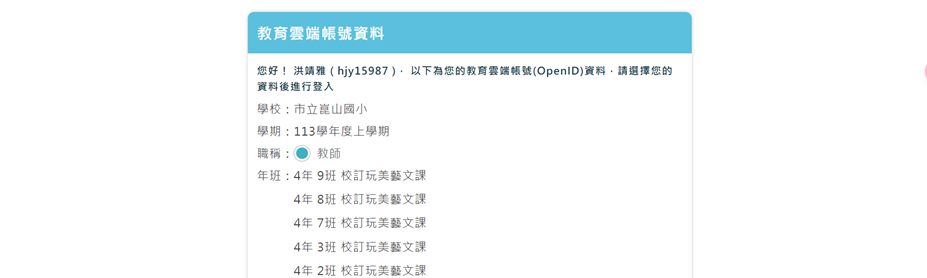 教育雲端帳號資料
您好！ 洪靖雅 ( hjy15987 )， 以下為您的教育雲端帳號(OpenID)資料，請選擇您的
資料後進行登入
學校：市立崑山國小
學期：113學年度上學期
職稱： 教師
年班：4年 9班 校訂玩美藝文課
4年 8班 校訂玩美藝文課
4年 7班 校訂玩美藝文課
4年 3班 校訂玩美藝文課
4年 2班 校訂玩美藝文課